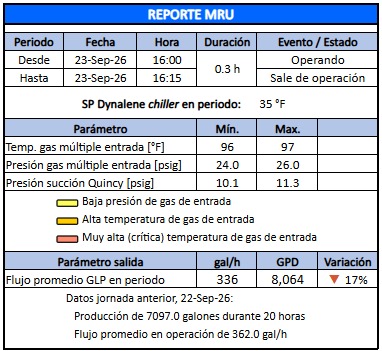 REPORTE MRU
Periodo Fecha Hora Duración Evento / Estado
Desde 23-Sep-26 16:00 0.3 h Operando
Hasta 23-Sep-26 16:15 Sale de operación
SP Dynalene chiller en periodo: 35 °F
Parámetro Mín. Max.
Temp. gas múltiple entrada [°F] 96 97
Presión gas múltiple entrada [psig] 24.0 26.0
Presión succión Quincy [psig] 10.1 11.3
Baja presión de gas de entrada
Alta temperatura de gas de entrada
Muy alta (crítica) temperatura de gas de entrada
Parámetro salida gal/h GPD Variación
Flujo promedio GLP en periodo 336 8,064 ▼ 17%
Datos jornada anterior, 22-Sep-26:
Producción de 7097.0 galones durante 20 horas
Flujo promedio en operación de 362.0 gal/h